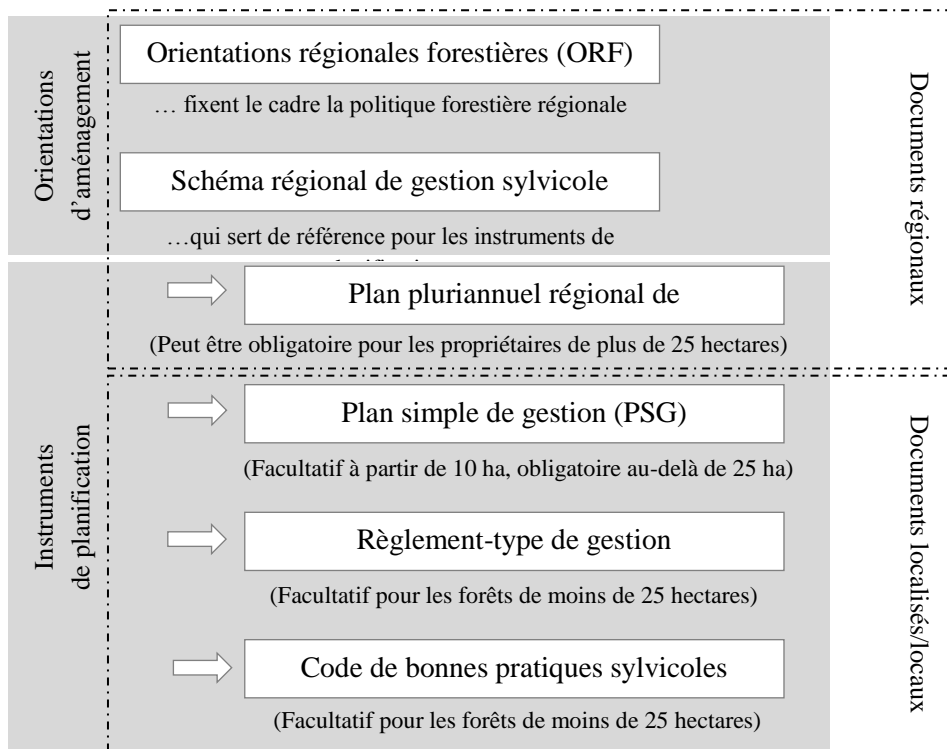 Orientations
d'aménagement
Orientations régionales forestières (ORF)
… fixent le cadre la politique forestière régionale
Schéma régional de gestion sylvicole
…qui sert de référence pour les instruments de
Documents régionaux
Instruments
de planification
Plan pluriannuel régional de
(Peut être obligatoire pour les propriétaires de plus de 25 hectares)
Plan simple de gestion (PSG)
(Facultatif à partir de 10 ha, obligatoire au-delà de 25 ha)
Règlement-type de gestion
(Facultatif pour les forêts de moins de 25 hectares)
Code de bonnes pratiques sylvicoles
(Facultatif pour les forêts de moins de 25 hectares)
Documents localisés/locaux